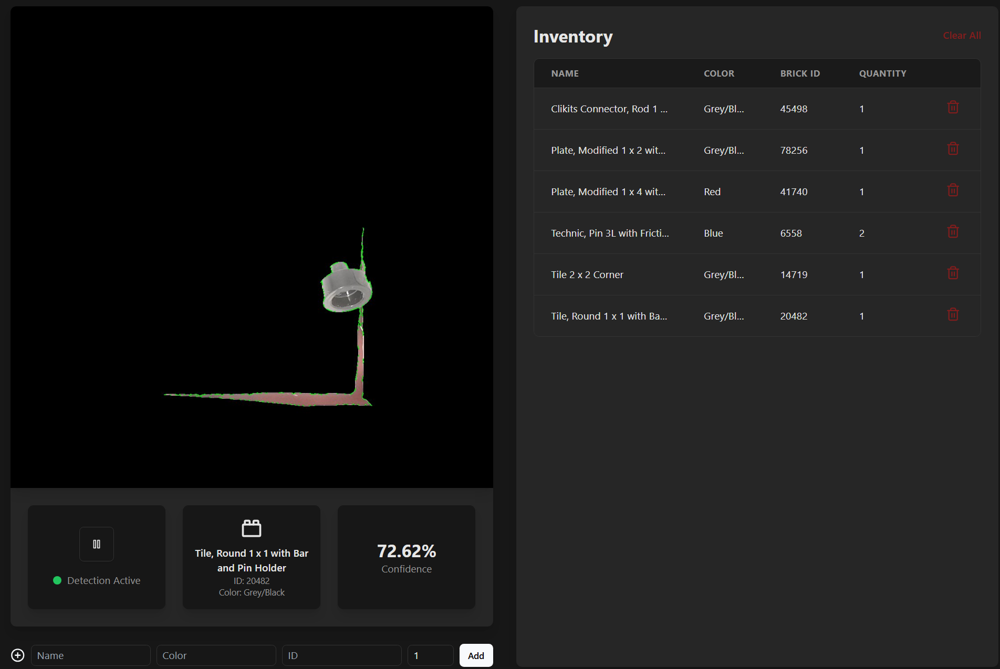 Inventory
Clear All
NAME COLOR BRICK ID QUANTITY
Clikits Connector, Rod 1 ... Grey/Bl... 45498 1
Plate, Modified 1 x 2 wit... Grey/Bl... 78256 1
Plate, Modified 1 x 4 wit... Red 41740 1
Technic, Pin 3L with Fricti... Blue 6558 2
Tile 2 x 2 Corner Grey/Bl... 14719 1
Tile, Round 1 x 1 with Ba... Grey/Bl... 20482 1
Detection Active
Tile, Round 1 x 1 with Bar
and Pin Holder
ID: 20482
Color: Grey/Black
72.62%
Confidence
Name Color ID 1 Add